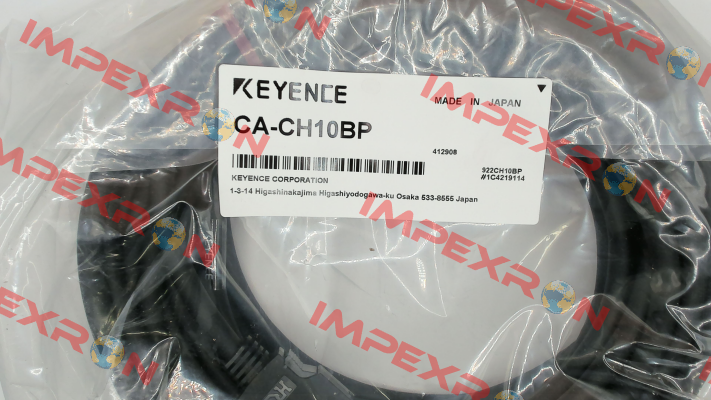 KEYENCE
MADE IN JAPAN
CA-CH10BP
412908
922CH10BP
#1C4219114
KEYENCE CORPORATION
1-3-14 Higashinakajima Higashiyodogawa-ku Osaka 533-8555 Japan
IMPEXRON
IMPEXRON
IMPEXRON
IMPEXRON
IMPEXRON
IMPEXRON